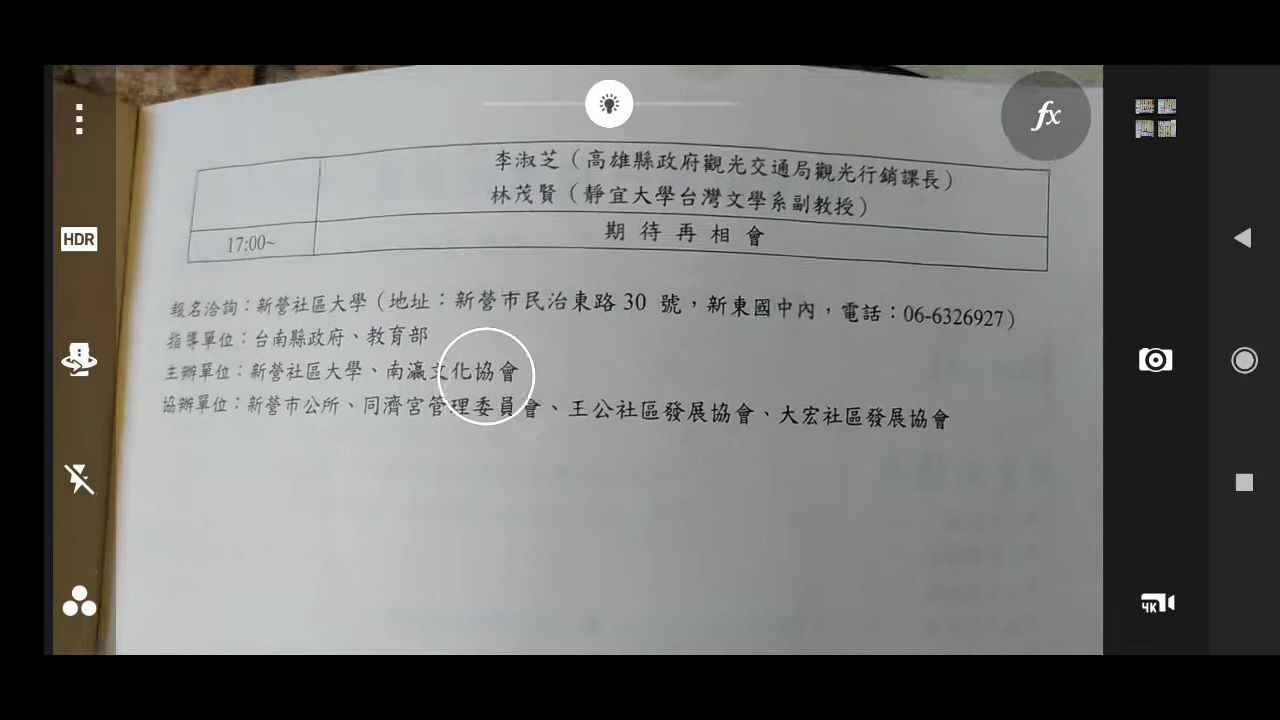 HDR
fx
李淑芝（高雄縣政府觀光交通局觀光行銷課長）
林茂賢（靜宜大學台灣文學系副教授）
17:00~ 期待再相會
報名洽詢：新營社區大學（地址：新營市民治東路 30 號，新東國中內，電話：06-6326927）
指導單位：台南縣政府、教育部
主辦單位：新營社區大學、南瀛文化協會
協辦單位：新營市公所、同濟宮管理委員會、王公社區發展協會、大宏社區發展協會
4K